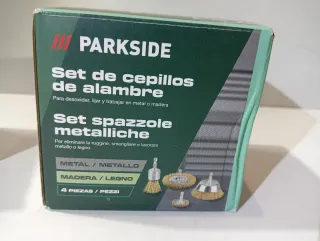 PARKSIDE
Set de cepillos
de alambre
Para desoxidar, lijar y trabajar en metal o madera
Set spazzole
metalliche
Per eliminare la ruggine, smerigliare e lavorare
metallo o legno
METAL / METALLO
MADERA / LEGNO
4 PIEZAS / PEZZI